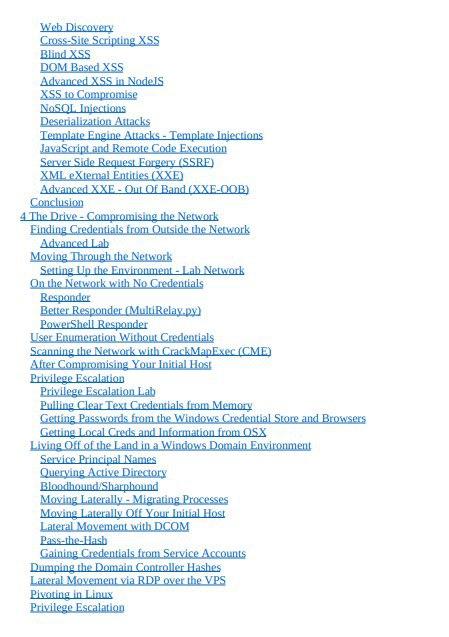 Web Discovery
Cross-Site Scripting XSS
Blind XSS
DOM Based XSS
Advanced XSS in NodeJS
XSS to Compromise
NoSQL Injections
Deserialization Attacks
Template Engine Attacks - Template Injections
JavaScript and Remote Code Execution
Server Side Request Forgery (SSRF)
XML eXternal Entities (XXE)
Advanced XXE - Out Of Band (XXE-OOB)
Conclusion
4 The Drive - Compromising the Network
Finding Credentials from Outside the Network
Advanced Lab
Moving Through the Network
Setting Up the Environment - Lab Network
On the Network with No Credentials
Responder
Better Responder (MultiRelay.py)
PowerShell Responder
User Enumeration Without Credentials
Scanning the Network with CrackMapExec (CME)
After Compromising Your Initial Host
Privilege Escalation
Privilege Escalation Lab
Pulling Clear Text Credentials from Memory
Getting Passwords from the Windows Credential Store and Browsers
Getting Local Creds and Information from OSX
Living Off of the Land in a Windows Domain Environment
Service Principal Names
Querying Active Directory
Bloodhound/Sharphound
Moving Laterally - Migrating Processes
Moving Laterally Off Your Initial Host
Lateral Movement with DCOM
Pass-the-Hash
Gaining Credentials from Service Accounts
Dumping the Domain Controller Hashes
Lateral Movement via RDP over the VPS
Pivoting in Linux
Privilege Escalation